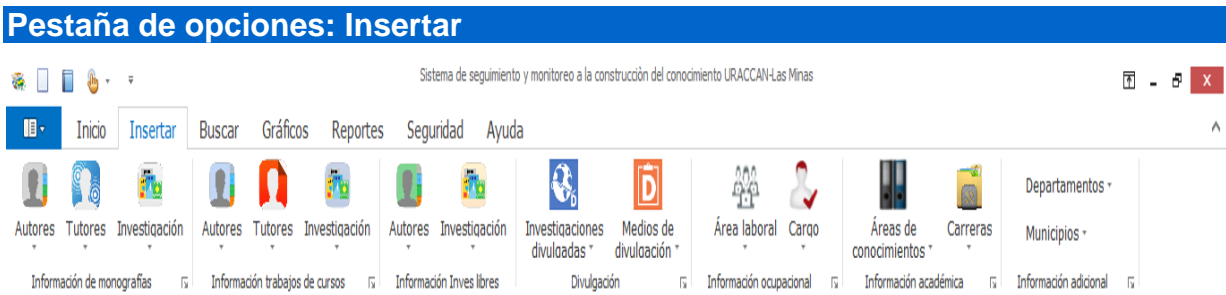 Pestaña de opciones: Insertar
Sistema de seguimiento y monitoreo a la construcciòn del conocimiento URACCAN-Las Minas
Inicio Insertar Buscar Gráficos Reportes Seguridad Ayuda
Autores Tutores Investigación Autores Tutores Investigación Autores Investigación Investigaciones divulgadas Medios de divulgación Área laboral Cargo Áreas de conocimientos Carreras Departamentos
Municipios
Información de monografías Información trabajos de cursos Información Inves libres Divulgación Información ocupacional Información académica Información adicional